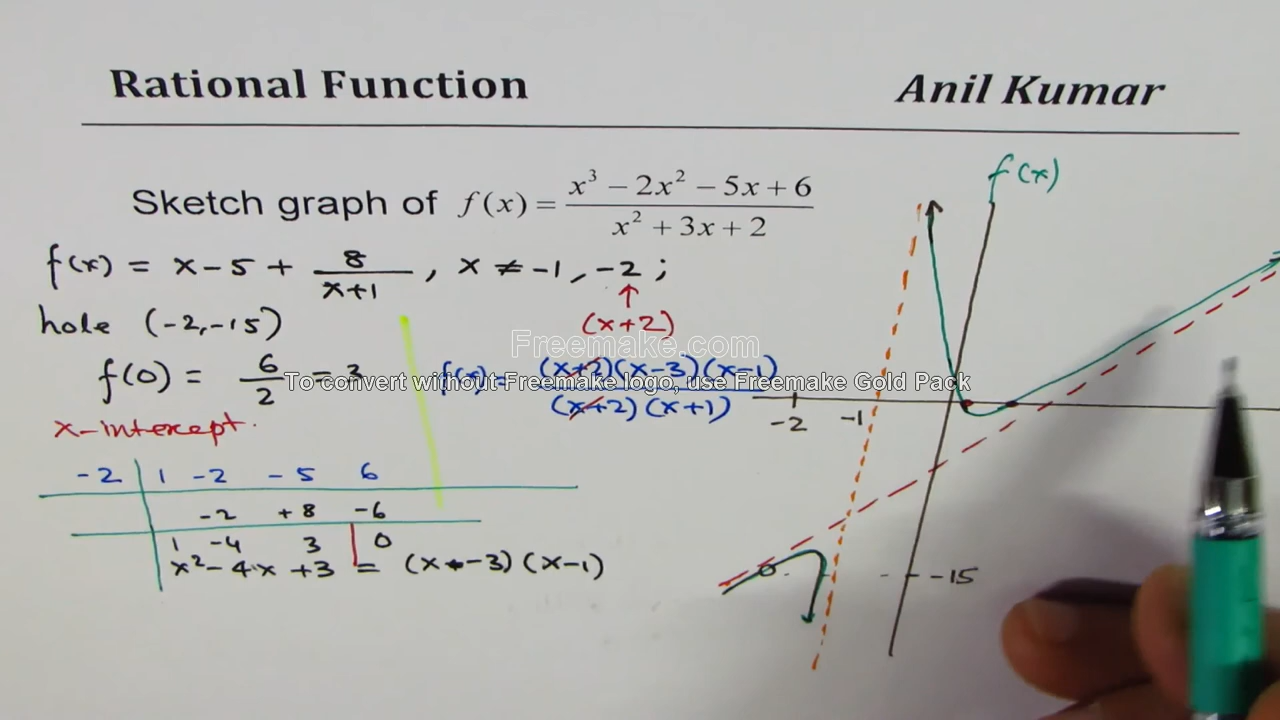 Rational Function
Anil Kumar
Sketch graph of f(x) = (x³ − 2x² − 5x + 6)/(x² + 3x + 2)
f(x) = x − 5 + 8/(x+1) , x ≠ −1, −2 ;
(x+2)
hole (−2, −15)
f(0) = 6/2 = 3
f(x) = (x+2)(x−3)(x−1)/(x+2)(x+1)
x-intercept.
−2 | 1 −2 −5 6
−2 +8 −6
1 −4 3 0
x² − 4x + 3 = (x − 3)(x − 1)
f(x)
−2 −1
−15
Freemake.com
To convert without Freemake logo, use Freemake Gold Pack